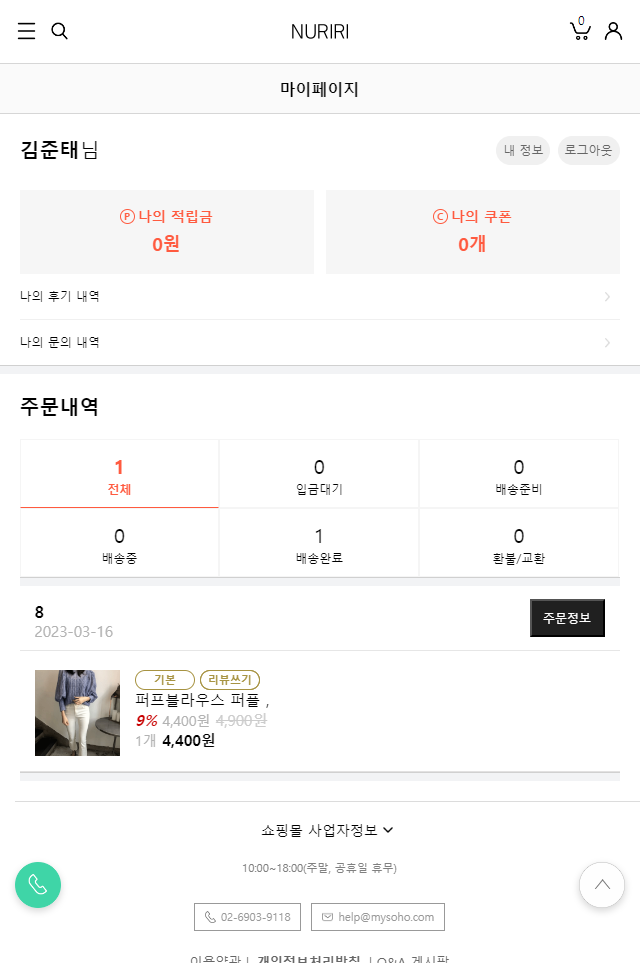 NURIRI
0
마이페이지
김준태님
내 정보
로그아웃
P 나의 적립금
0원
C 나의 쿠폰
0개
나의 후기 내역
나의 문의 내역
주문내역
1
전체
0
입금대기
0
배송준비
0
배송중
1
배송완료
0
환불/교환
8
2023-03-16
주문정보
기본 리뷰쓰기
퍼프블라우스 퍼플 ,
9% 4,400원 4,900원
1개 4,400원
쇼핑몰 사업자정보
10:00~18:00(주말, 공휴일 휴무)
02-6903-9118
help@mysoho.com
이용약관 | 개인정보처리방침 | Q&A 게시판